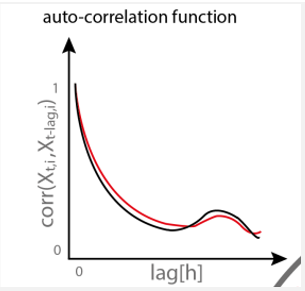 auto-correlation function
1
corr(Xt,i,Xt-lag,i)
0
0
lag[h]